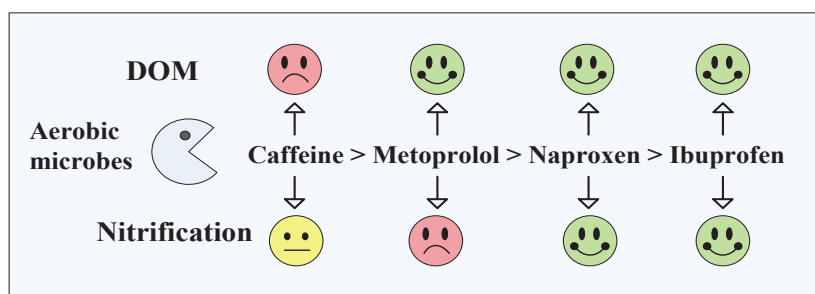 DOM
Aerobic
microbes
Caffeine > Metoprolol > Naproxen > Ibuprofen
Nitrification